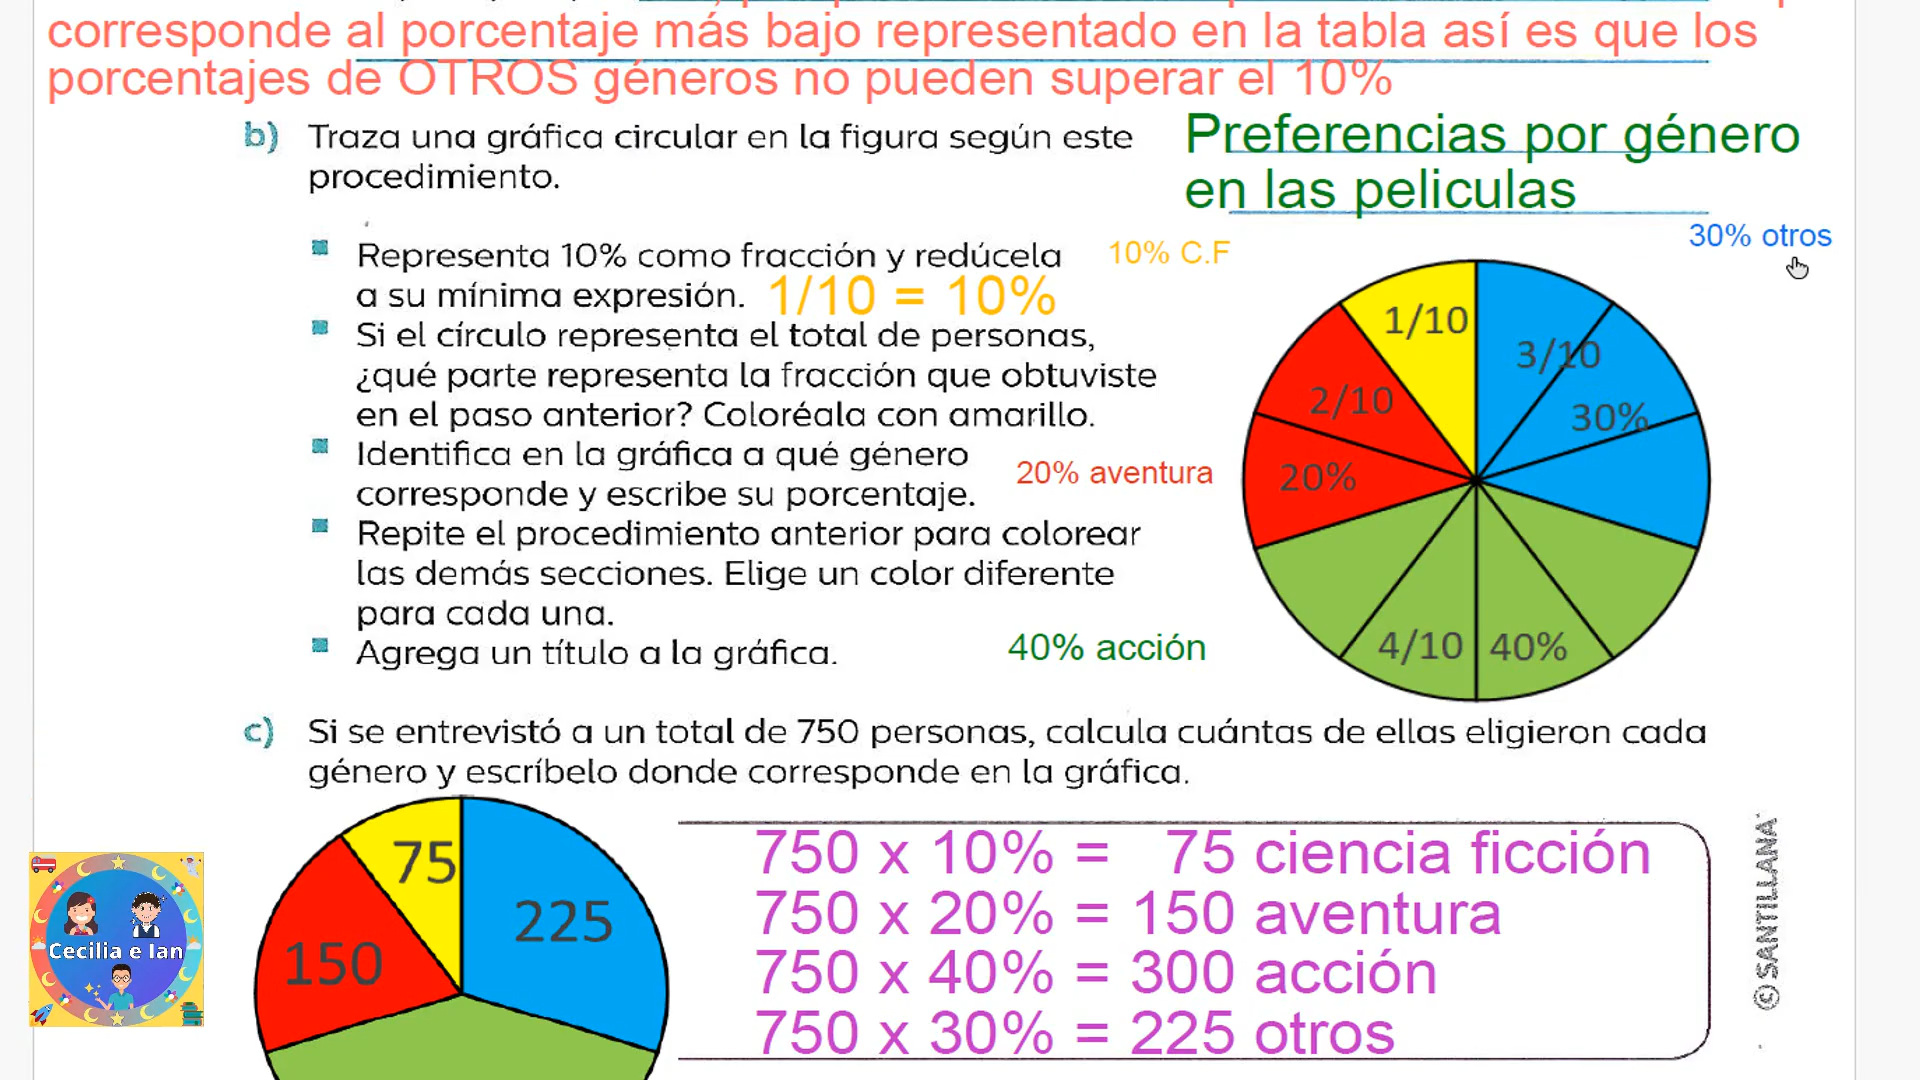 corresponde al porcentaje más bajo representado en la tabla así es que los
porcentajes de OTROS géneros no pueden superar el 10%
b) Traza una gráfica circular en la figura según este
procedimiento.
Preferencias por género
en las peliculas
30% otros
Representa 10% como fracción y redúcela
a su mínima expresión.
1/10 = 10%
10% C.F
Si el círculo representa el total de personas,
¿qué parte representa la fracción que obtuviste
en el paso anterior? Coloréala con amarillo.
Identifica en la gráfica a qué género
corresponde y escribe su porcentaje.
20% aventura
Repite el procedimiento anterior para colorear
las demás secciones. Elige un color diferente
para cada una.
Agrega un título a la gráfica.
40% acción
1/10
3/10
30%
2/10
20%
4/10
40%
c) Si se entrevistó a un total de 750 personas, calcula cuántas de ellas eligieron cada
género y escríbelo donde corresponde en la gráfica.
75
225
150
750 x 10% = 75 ciencia ficción
750 x 20% = 150 aventura
750 x 40% = 300 acción
750 x 30% = 225 otros
© SANTILLANA
Cecilia e Ian